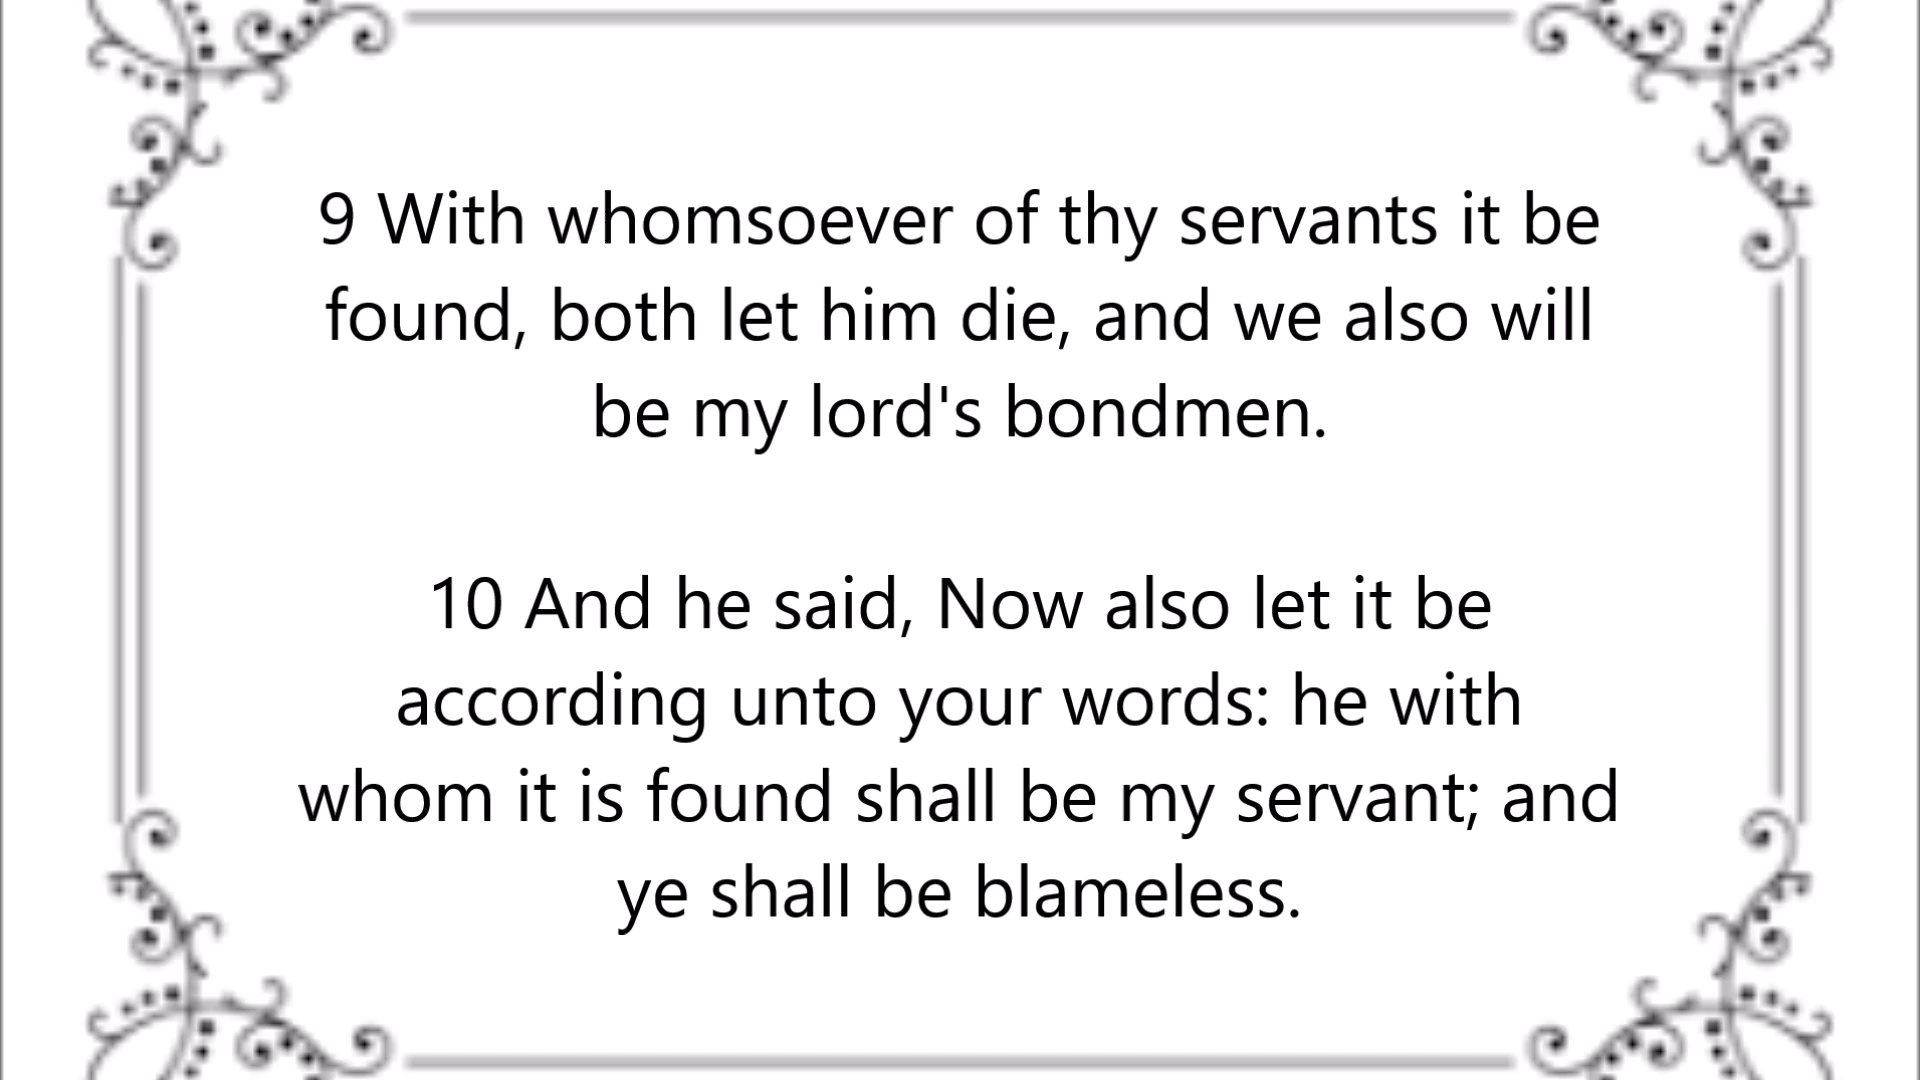 9 With whomsoever of thy servants it be
found, both let him die, and we also will
be my lord's bondmen.
10 And he said, Now also let it be
according unto your words: he with
whom it is found shall be my servant; and
ye shall be blameless.